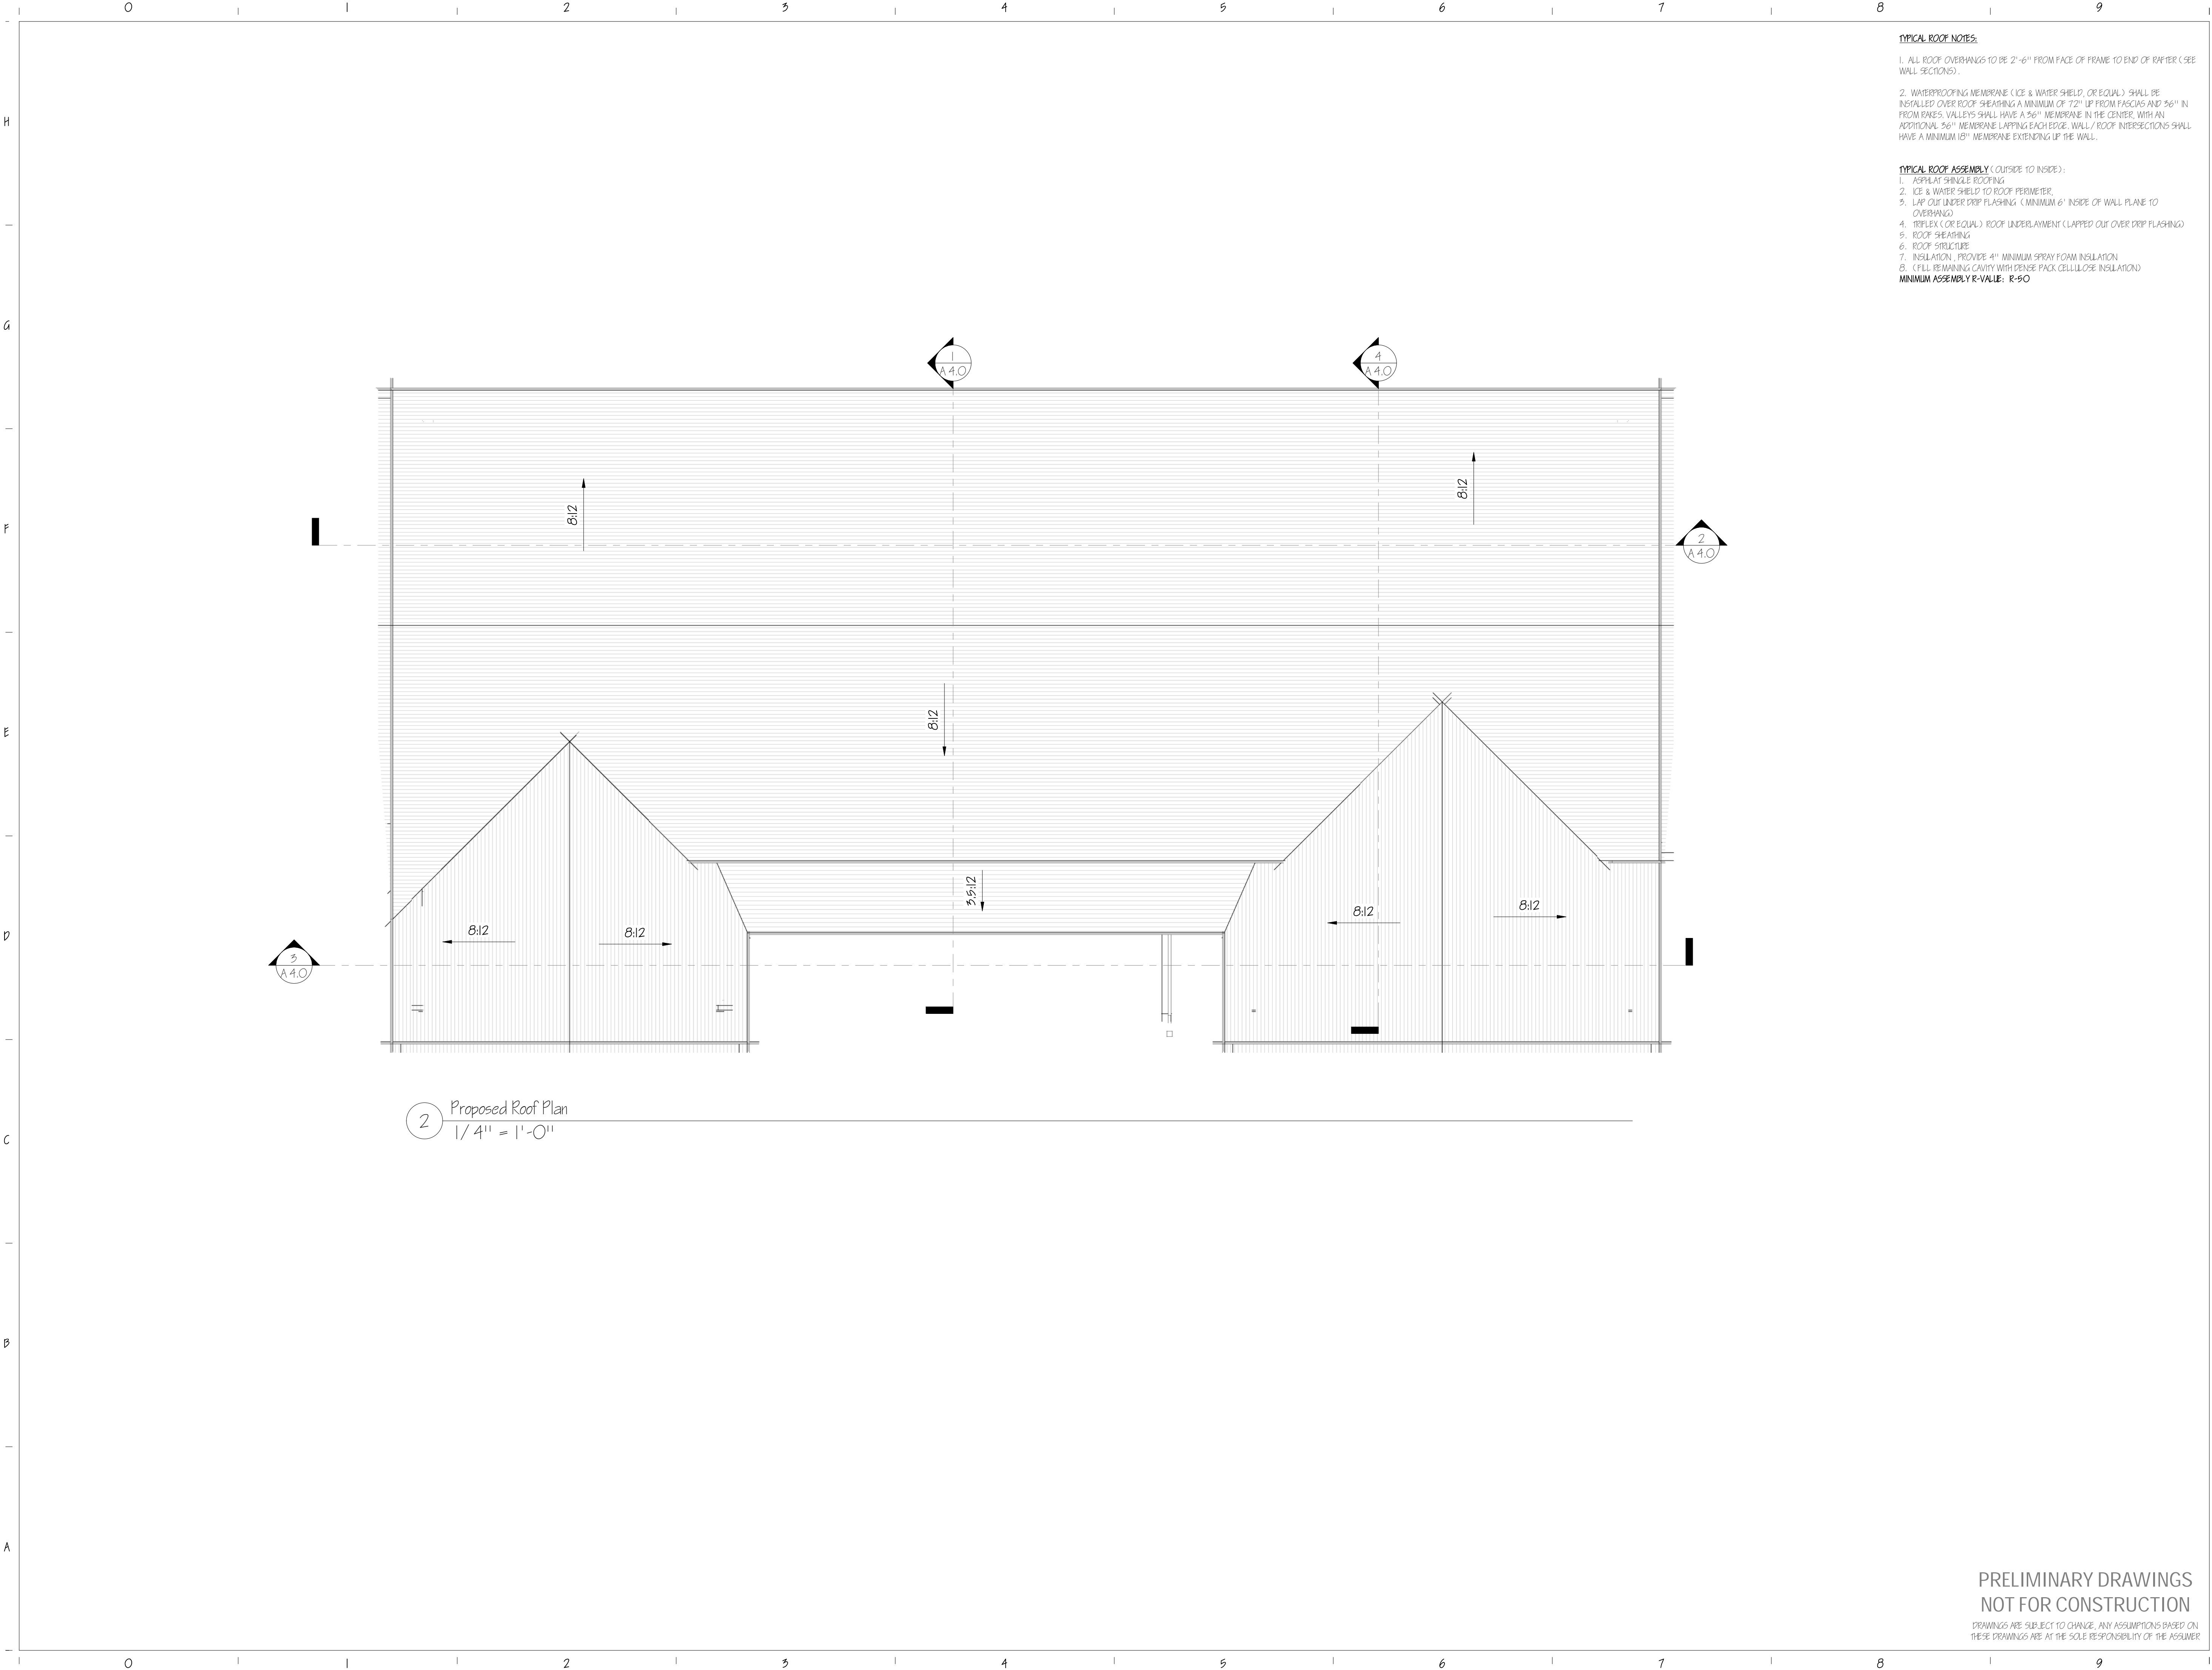 0 1 2 3 4 5 6 7 8 9
TYPICAL ROOF NOTES:
1. ALL ROOF OVERHANGS TO BE 2'-6" FROM FACE OF FRAME TO END OF RAFTER (SEE
WALL SECTIONS).
2. WATERPROOFING MEMBRANE (ICE & WATER SHIELD, OR EQUAL) SHALL BE
INSTALLED OVER ROOF SHEATHING A MINIMUM OF 72" UP FROM FASCIAS AND 36" IN
FROM RAKES. VALLEYS SHALL HAVE A 36" MEMBRANE IN THE CENTER, WITH AN
ADDITIONAL 36" MEMBRANE LAPPING EACH EDGE. WALL/ROOF INTERSECTIONS SHALL
HAVE A MINIMUM 18" MEMBRANE EXTENDING UP THE WALL.
TYPICAL ROOF ASSEMBLY (OUTSIDE TO INSIDE):
1. ASPHLAT SHINGLE ROOFING
2. ICE & WATER SHIELD TO ROOF PERIMETER,
3. LAP OUT UNDER DRIP FLASHING (MINIMUM 6' INSIDE OF WALL PLANE TO
OVERHANG)
4. TRIFLEX (OR EQUAL) ROOF UNDERLAYMENT (LAPPED OUT OVER DRIP FLASHING)
5. ROOF SHEATHING
6. ROOF STRUCTURE
7. INSULATION , PROVIDE 4" MINIMUM SPRAY FOAM INSULATION
8. (FILL REMAINING CAVITY WITH DENSE PACK CELLULOSE INSULATION)
MINIMUM ASSEMBLY R-VALUE: R-50
H
G
F
E
D
C
B
A
1
A 4.0
4
A 4.0
8:12
8:12
2
A 4.0
8:12
3.5:12
8:12
8:12
8:12
8:12
3
A 4.0
2
Proposed Roof Plan
1/4" = 1'-0"
PRELIMINARY DRAWINGS
NOT FOR CONSTRUCTION
DRAWINGS ARE SUBJECT TO CHANGE, ANY ASSUMPTIONS BASED ON
THESE DRAWINGS ARE AT THE SOLE RESPONSIBILITY OF THE ASSUMER
0 1 2 3 4 5 6 7 8 9